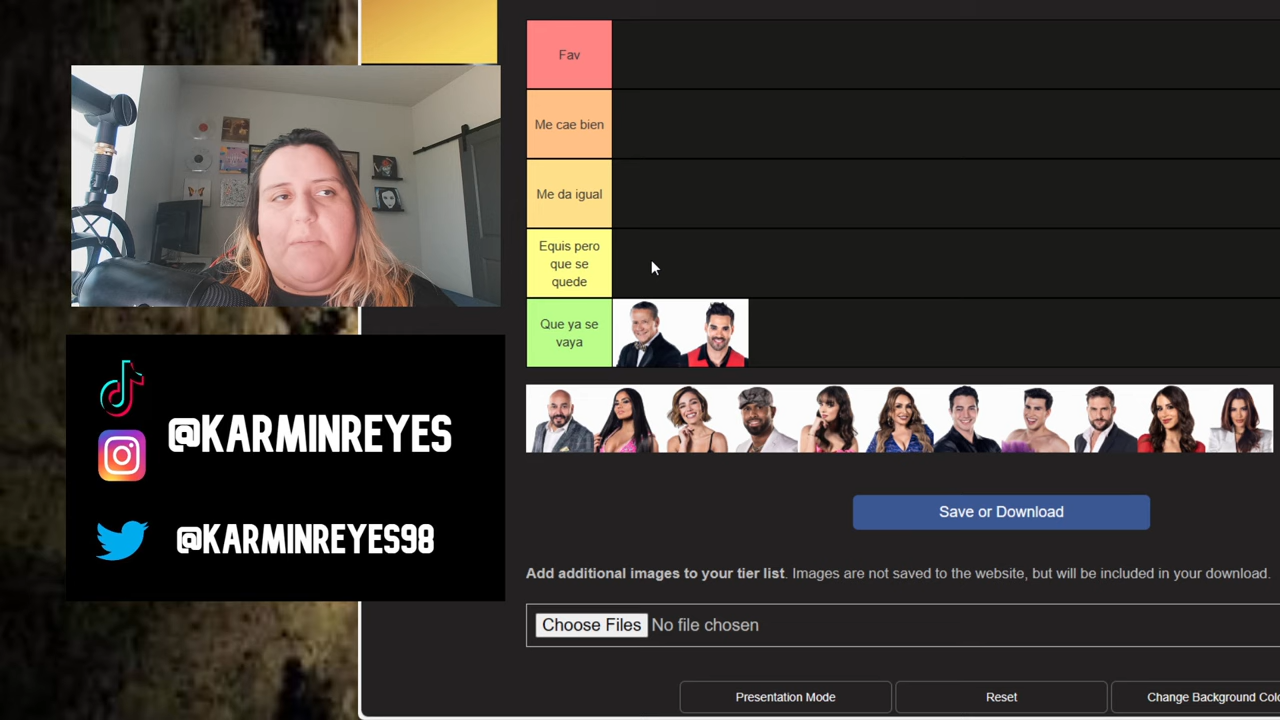 Fav
Me cae bien
Me da igual
Equis pero
que se
quede
Que ya se
vaya
@KARMINREYES
@KARMINREYES98
Save or Download
Add additional images to your tier list. Images are not saved to the website, but will be included in your download.
Choose Files No file chosen
Presentation Mode
Reset
Change Background Colo